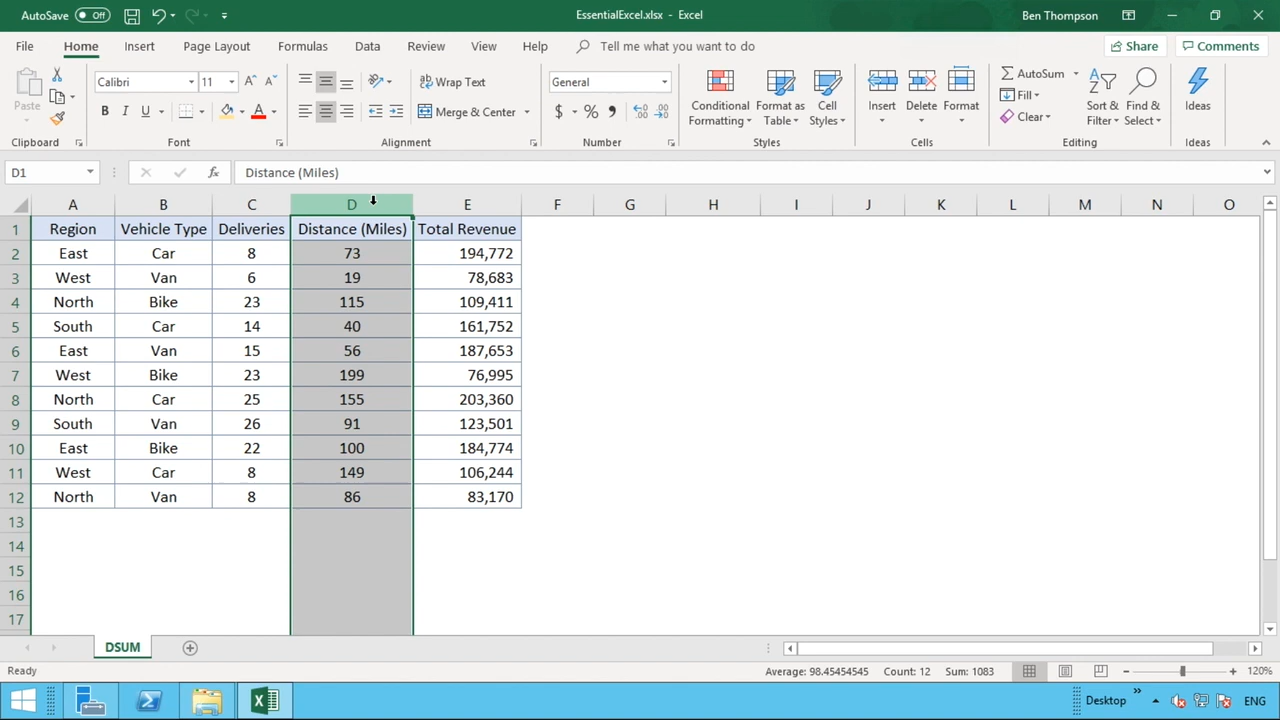 AutoSave Off EssentialExcel.xlsx - Excel Ben Thompson
File Home Insert Page Layout Formulas Data Review View Help Tell me what you want to do Share Comments
Paste Calibri 11 A A Wrap Text General Conditional Formatting Format as Table Cell Styles Insert Delete Format AutoSum Fill Clear Sort & Filter Find & Select Ideas
B I U A Merge & Center $ % ,
Clipboard Font Alignment Number Styles Cells Editing Ideas
D1 fx Distance (Miles)
A B C D E F G H I J K L M N O
1 Region Vehicle Type Deliveries Distance (Miles) Total Revenue
2 East Car 8 73 194,772
3 West Van 6 19 78,683
4 North Bike 23 115 109,411
5 South Car 14 40 161,752
6 East Van 15 56 187,653
7 West Bike 23 199 76,995
8 North Car 25 155 203,360
9 South Van 26 91 123,501
10 East Bike 22 100 184,774
11 West Car 8 149 106,244
12 North Van 8 86 83,170
13
14
15
16
17
DSUM
Ready Average: 98.45454545 Count: 12 Sum: 1083 120%
Desktop ENG